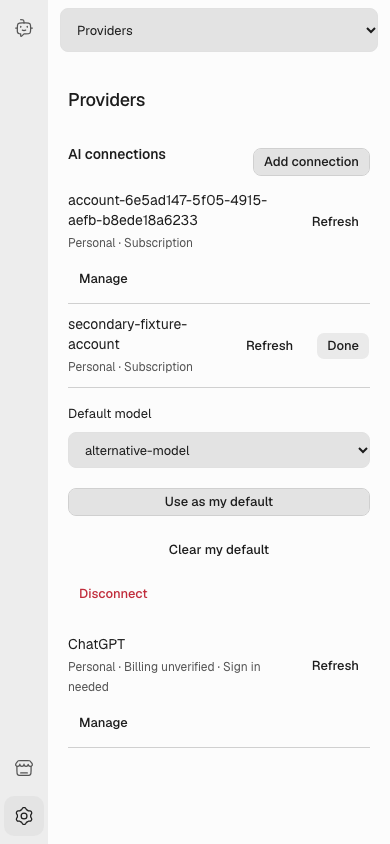 Providers
Providers
AI connections
Add connection
account-6e5ad147-5f05-4915-
aefb-b8ede18a6233
Refresh
Personal · Subscription
Manage
secondary-fixture-
account
Refresh
Done
Personal · Subscription
Default model
alternative-model
Use as my default
Clear my default
Disconnect
ChatGPT
Personal · Billing unverified · Sign in
needed
Refresh
Manage